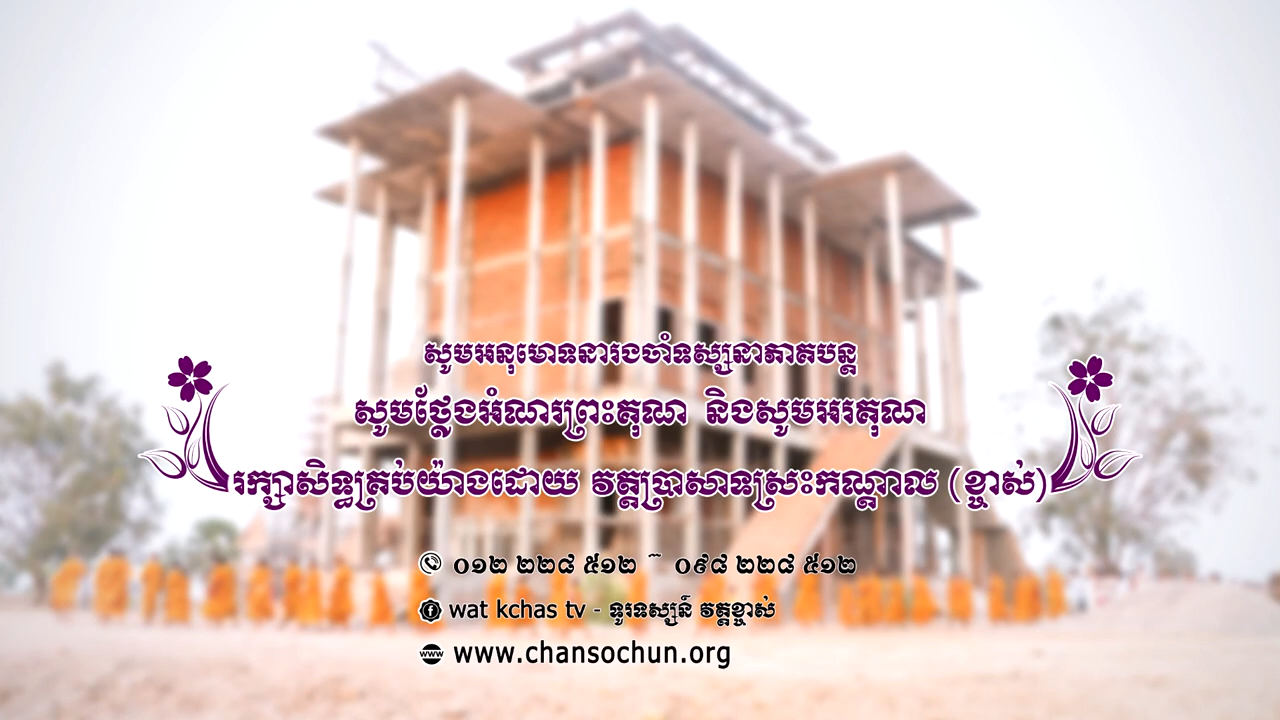 សូមអនុមោទនារងចាំទស្សនាភាគបន្ត
សូមថ្លែងអំណរព្រះគុណ និងសូមអរគុណ
រក្សាសិទ្ធគ្រប់យ៉ាងដោយ វត្តប្រាសាទស្រះកណ្ដាល (ខ្ចាស់)
០១២ ២២៨ ៥១២ ~ ០៩៨ ២២៨ ៥១២
wat kchas tv - ទូរទស្សន៍ វត្តខ្ចាស់
www.chansochun.org